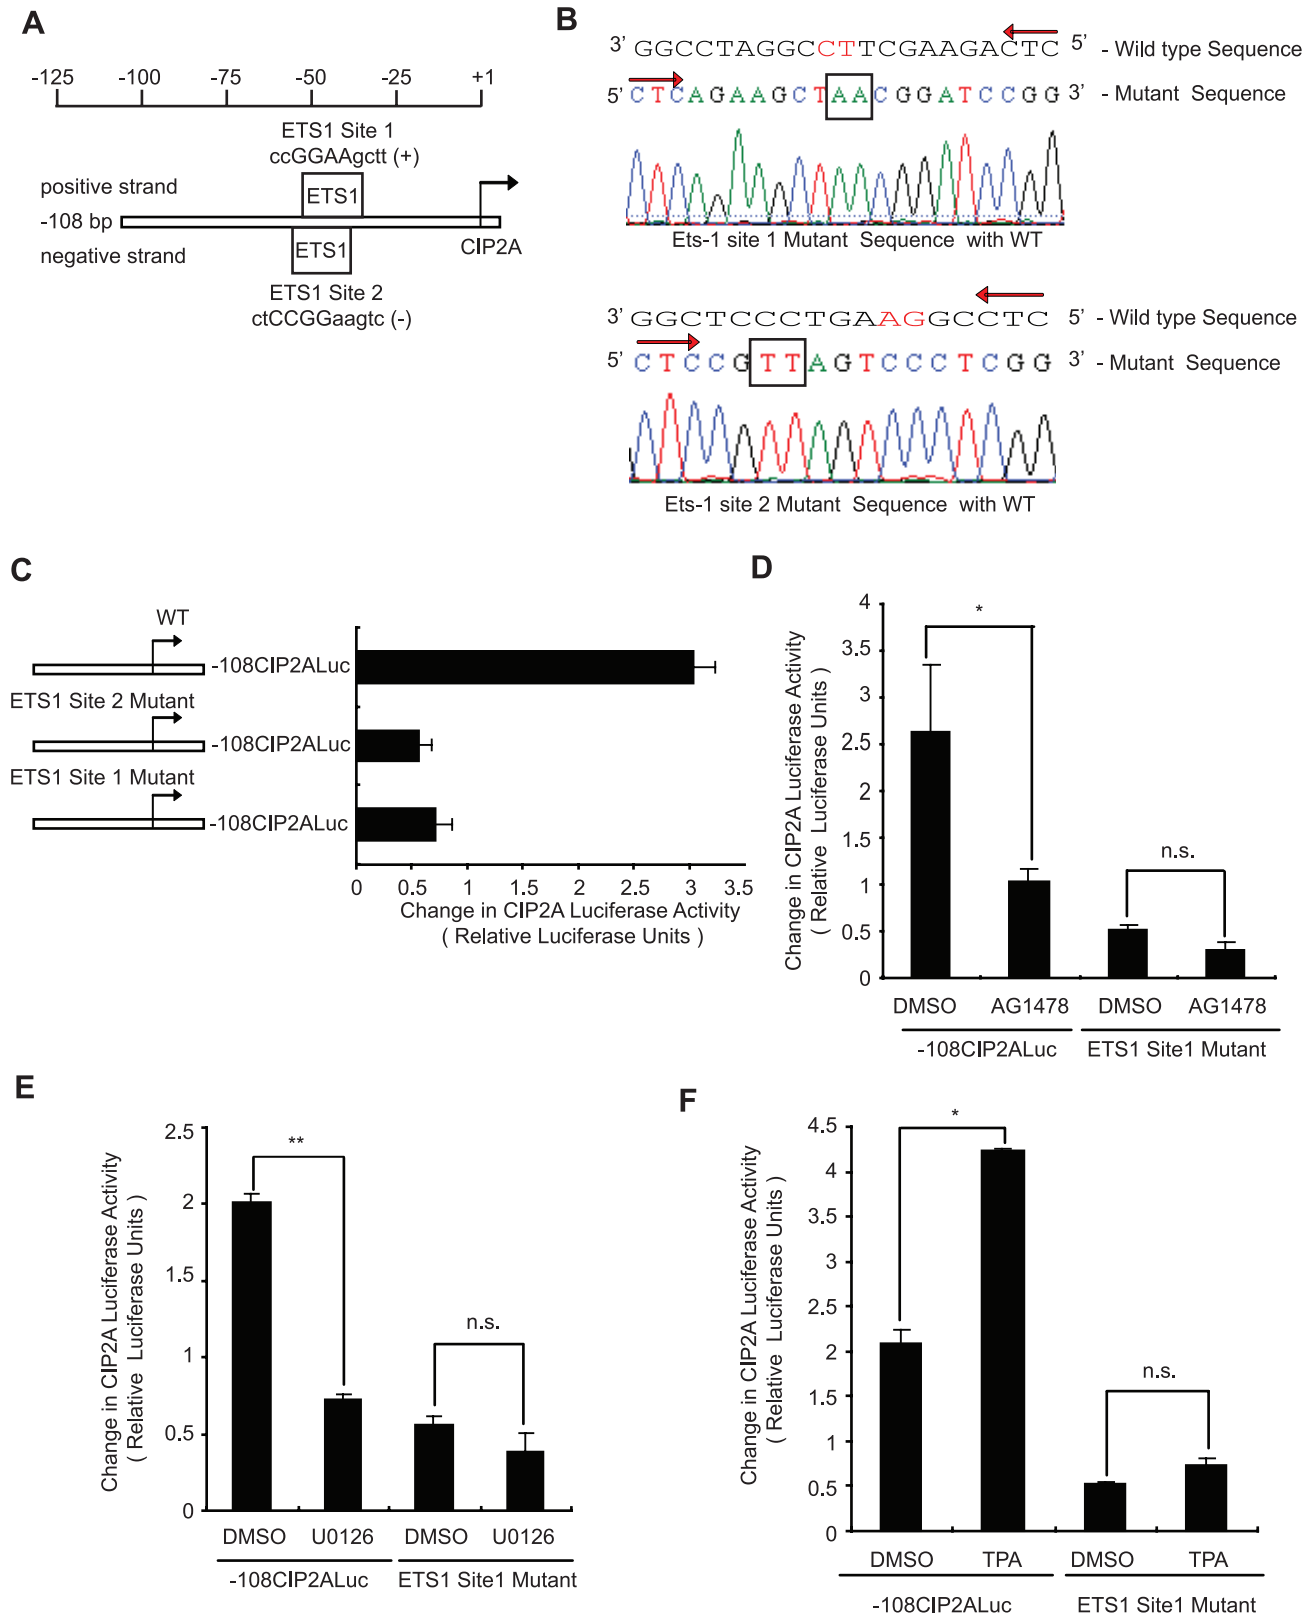 A
-125 -100 -75 -50 -25 +1
ETS1 Site 1
ccGGAAgctt (+)
positive strand
ETS1
-108 bp
CIP2A
negative strand
ETS1
ETS1 Site 2
ctCCGGaagtc (-)
B
3’ GGCCTAGGCCTTCGAAGACTC 5’ - Wild type Sequence
5’ CTCAGAAGCTAACGGATCCGG 3’ - Mutant Sequence
Ets-1 site 1 Mutant Sequence with WT
3’ GGCTCCCTGAAGGCCTC 5’ - Wild type Sequence
5’ CTCCGTTAGTCCCTCGG 3’ - Mutant Sequence
Ets-1 site 2 Mutant Sequence with WT
C
WT
-108CIP2ALuc
ETS1 Site 2 Mutant
-108CIP2ALuc
ETS1 Site 1 Mutant
-108CIP2ALuc
0 0.5 1 1.5 2 2.5 3 3.5
Change in CIP2A Luciferase Activity
( Relative Luciferase Units )
D
Change in CIP2A Luciferase Activity
( Relative Luciferase Units )
4
3.5
3
2.5
2
1.5
1
0.5
0
*
n.s.
DMSO AG1478 DMSO AG1478
-108CIP2ALuc ETS1 Site1 Mutant
E
Change in CIP2A Luciferase Activity
( Relative Luciferase Units )
2.5
2
1.5
1
0.5
0
**
n.s.
DMSO U0126 DMSO U0126
-108CIP2ALuc ETS1 Site1 Mutant
F
Change in CIP2A Luciferase Activity
( Relative Luciferase Units )
4.5
4
3.5
3
2.5
2
1.5
1
0.5
0
*
n.s.
DMSO TPA DMSO TPA
-108CIP2ALuc ETS1 Site1 Mutant